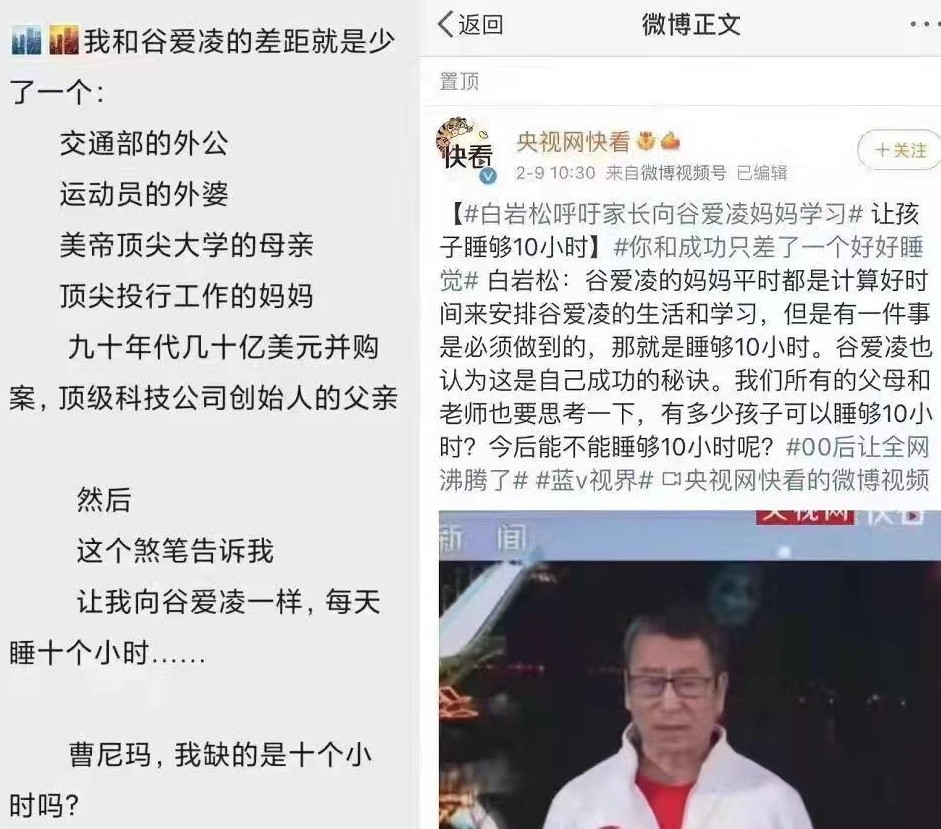 我和谷爱凌的差距就是少
了一个：
交通部的外公
运动员的外婆
美帝顶尖大学的母亲
顶尖投行工作的妈妈
九十年代几十亿美元并购
案，顶级科技公司创始人的父亲
然后
这个煞笔告诉我
让我向谷爱凌一样，每天
睡十个小时……
曹尼玛，我缺的是十个小
时吗？
返回
微博正文
置顶
快看
央视网快看
+关注
2-9 10:30 来自微博视频号 已编辑
【#白岩松呼吁家长向谷爱凌妈妈学习# 让孩
子睡够10小时】#你和成功只差了一个好好睡
觉# 白岩松：谷爱凌的妈妈平时都是计算好时
间来安排谷爱凌的生活和学习，但是有一件事
是必须做到的，那就是睡够10小时。谷爱凌也
认为这是自己成功的秘诀。我们所有的父母和
老师也要思考一下，有多少孩子可以睡够10小
时？今后能不能睡够10小时呢？#00后让全网
沸腾了# #蓝v视界# 央视网快看的微博视频
央视网 快看
新闻